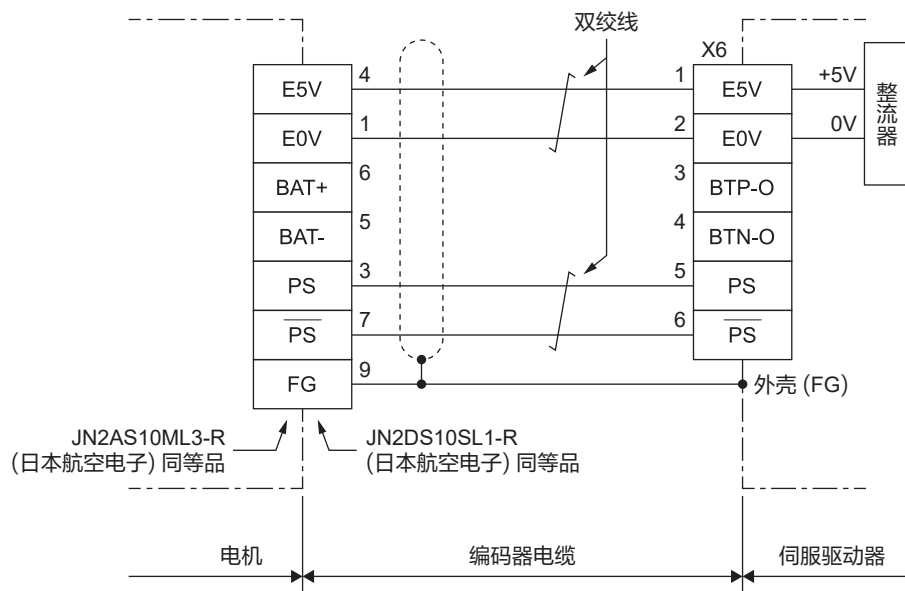 双绞线
X6
E5V 4 1 E5V +5V
E0V 1 2 E0V 0V
整流器
BAT+ 6 3 BTP-O
BAT- 5 4 BTN-O
PS 3 5 PS
PS 7 6 PS
FG 9 外壳 (FG)
JN2AS10ML3-R JN2DS10SL1-R
(日本航空电子) 同等品 (日本航空电子) 同等品
电机 编码器电缆 伺服驱动器